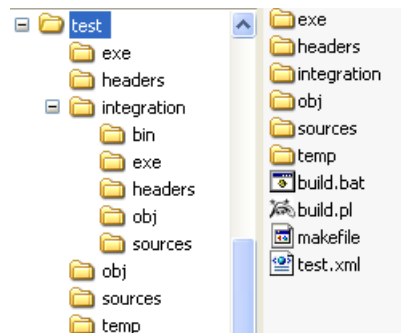 test
exe
headers
integration
bin
exe
headers
obj
sources
obj
sources
temp
exe
headers
integration
obj
sources
temp
build.bat
build.pl
makefile
test.xml